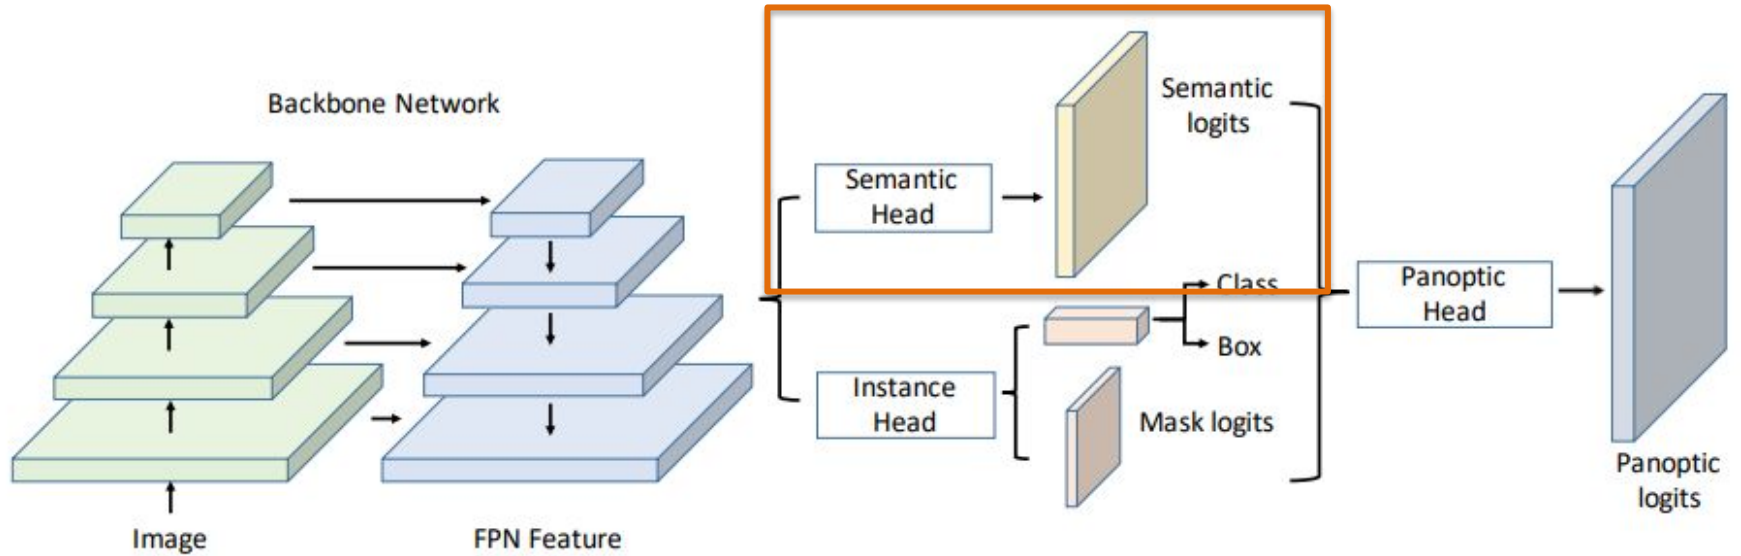 Backbone Network
Image
FPN Feature
Semantic
Head
Semantic
logits
Instance
Head
Class
Box
Mask logits
Panoptic
Head
Panoptic
logits